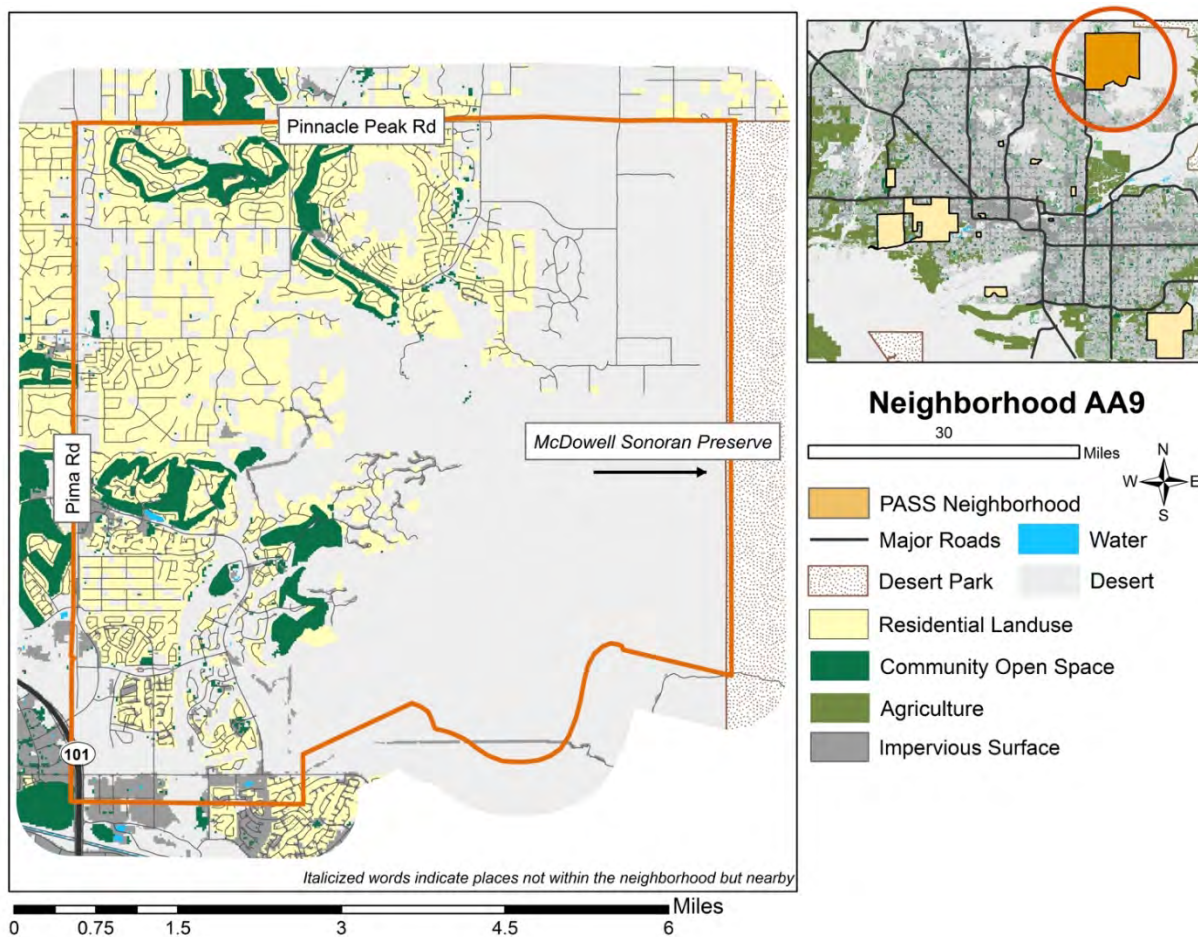 Pinnacle Peak Rd
Pima Rd
McDowell Sonoran Preserve
101
Italicized words indicate places not within the neighborhood but nearby
Miles
0 0.75 1.5 3 4.5 6
Neighborhood AA9
30
Miles
N
W E
S
PASS Neighborhood
Major Roads
Water
Desert Park
Desert
Residential Landuse
Community Open Space
Agriculture
Impervious Surface